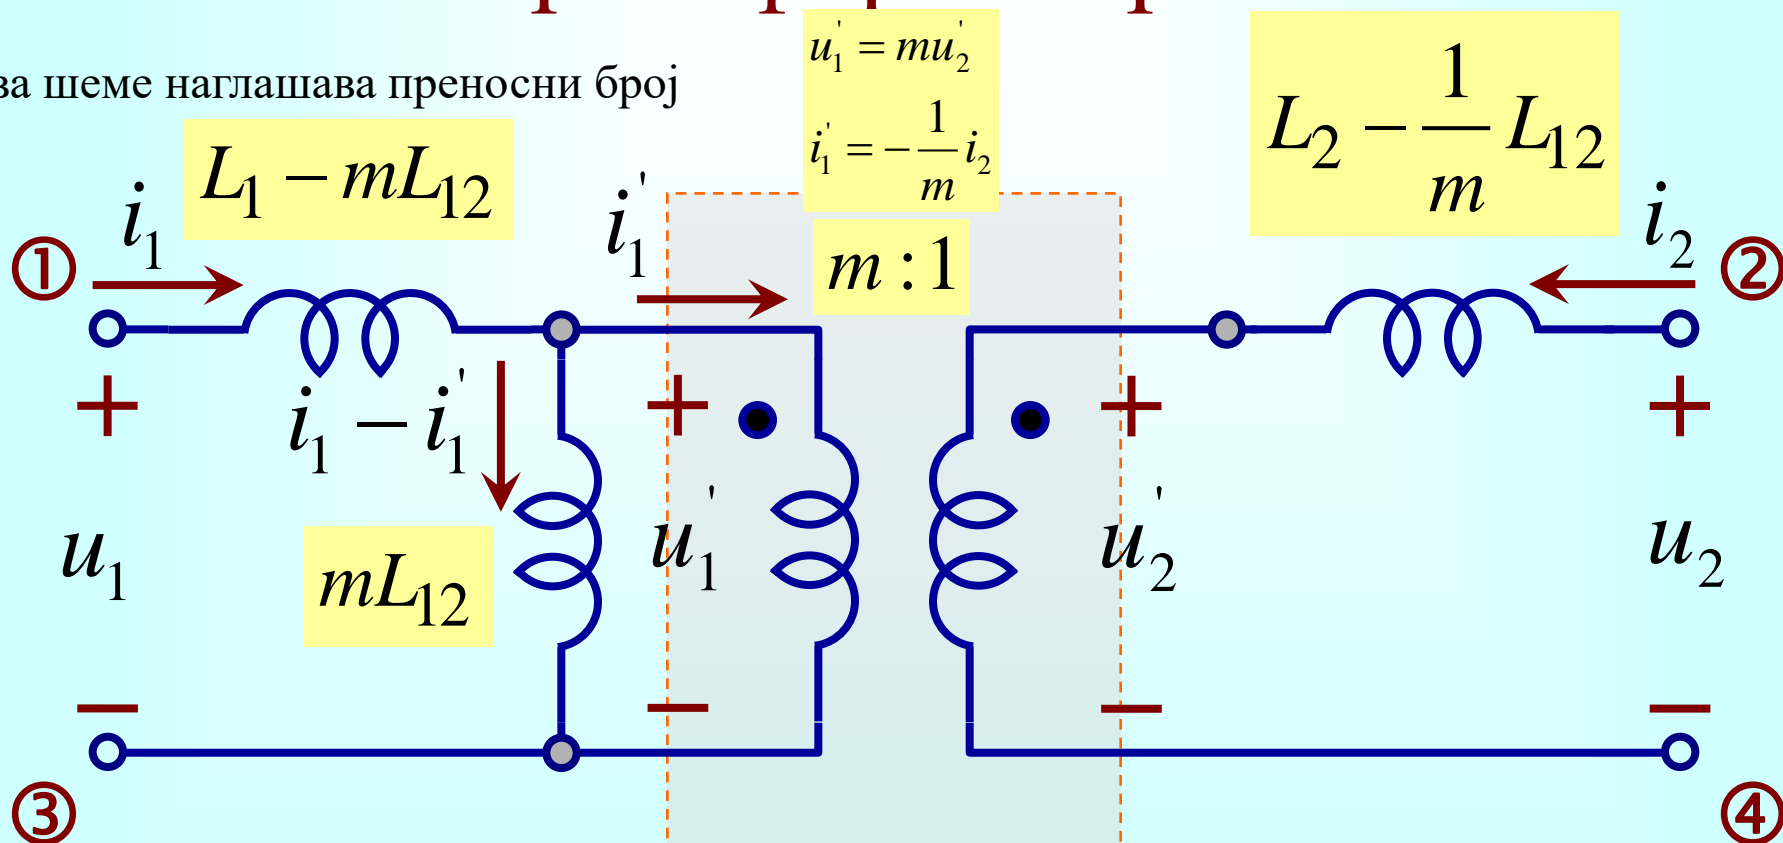 шеме наглашава преносни број
u₁' = mu₂'
i₁' = −1/m i₂
L₁ − mL₁₂
L₂ − 1/m L₁₂
i₁
i₁'
m : 1
i₂
①
②
+
i₁ − i₁'
+
+
+
u₁
mL₁₂
u₁'
u₂'
u₂
−
−
−
−
③
④